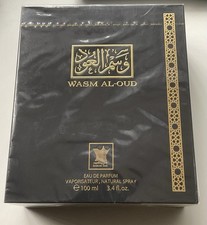 وسم العود
WASM AL-OUD
EAU DE PARFUM
VAPORISATEUR, NATURAL SPRAY
℮ 100 ml 3.4 fl.oz.